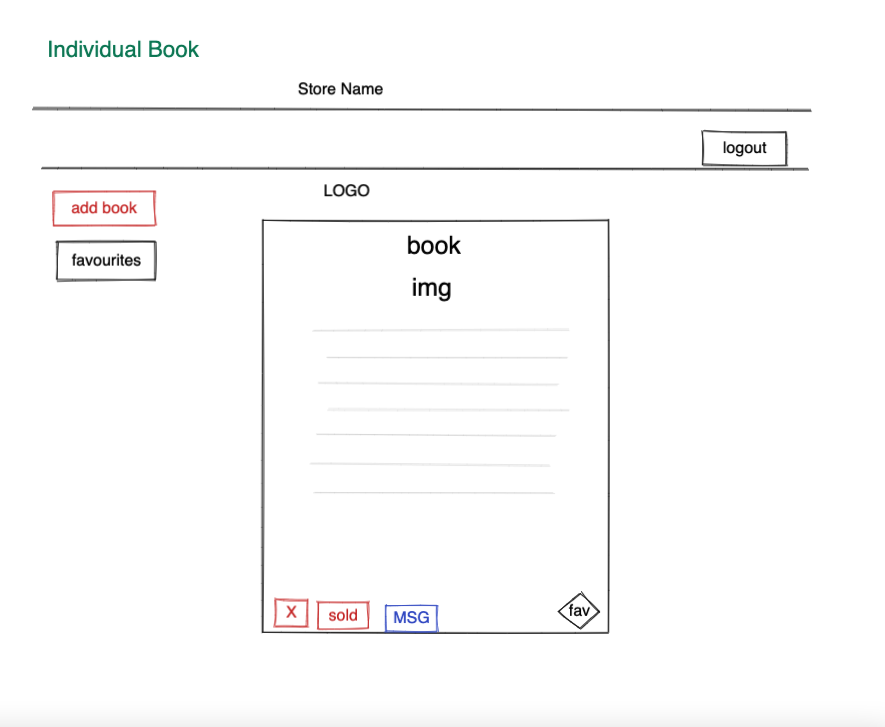 Individual Book
Store Name
logout
LOGO
add book
favourites
book
img
X
sold
MSG
fav